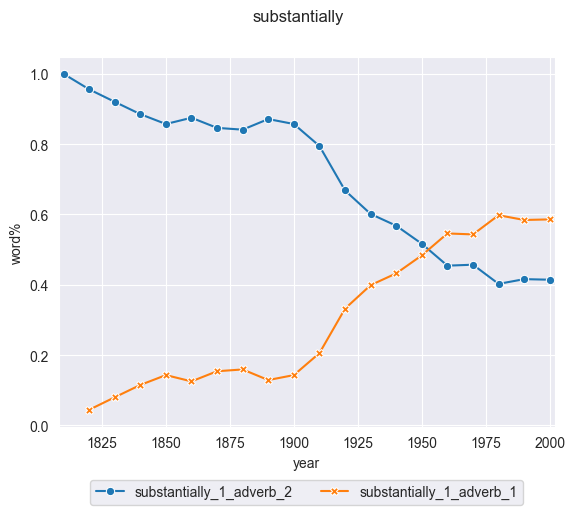 substantially
1.0
0.8
0.6
0.4
0.2
0.0
word%
1825 1850 1875 1900 1925 1950 1975 2000
year
substantially_1_adverb_2 substantially_1_adverb_1